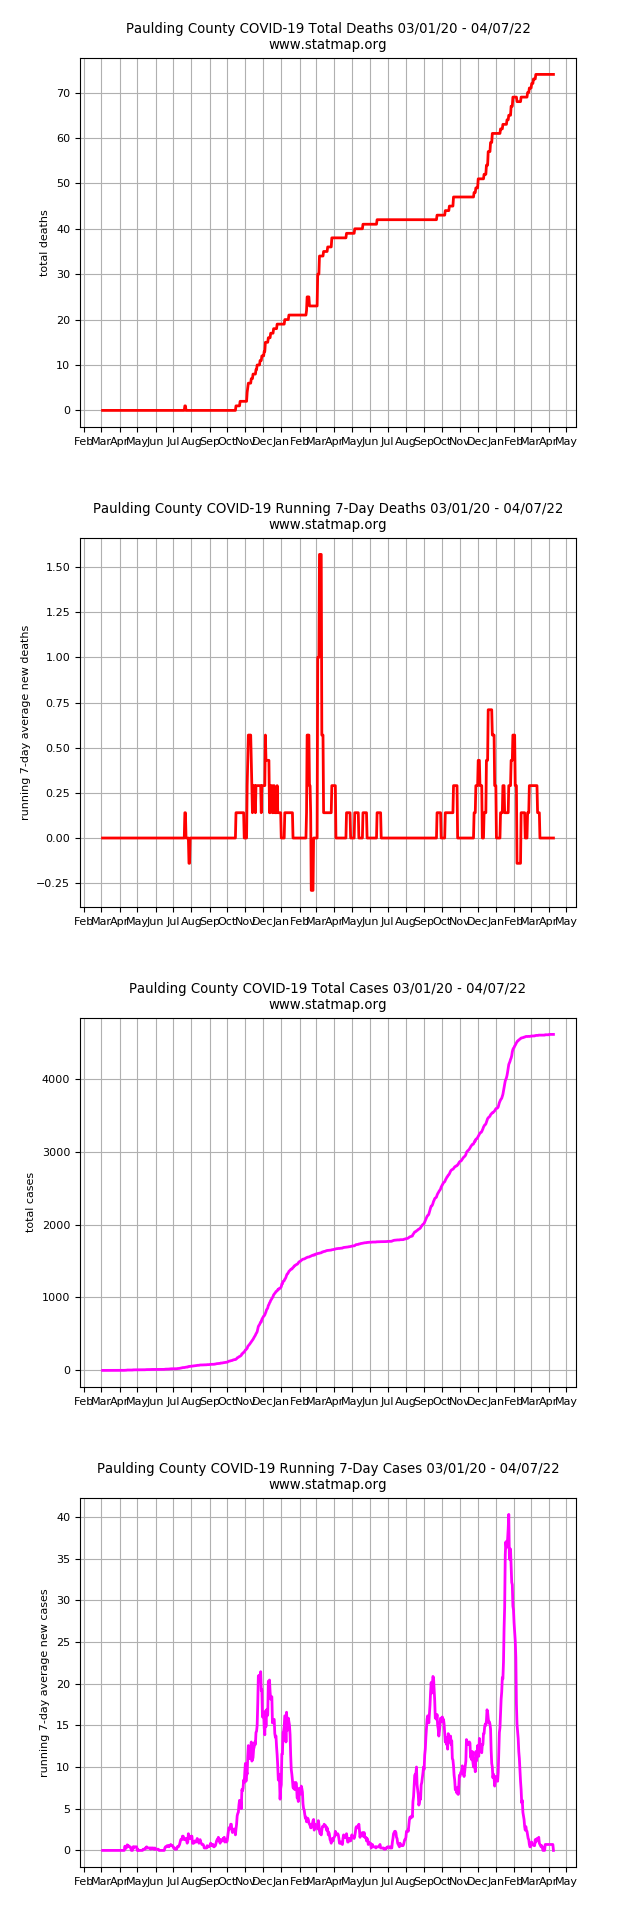 Paulding County COVID-19 Total Deaths 03/01/20 - 04/07/22
www.statmap.org
total deaths
70
60
50
40
30
20
10
0
Feb Mar Apr May Jun Jul Aug Sep Oct Nov Dec Jan Feb Mar Apr May Jun Jul Aug Sep Oct Nov Dec Jan Feb Mar Apr May
Paulding County COVID-19 Running 7-Day Deaths 03/01/20 - 04/07/22
www.statmap.org
running 7-day average new deaths
1.50
1.25
1.00
0.75
0.50
0.25
0.00
−0.25
Feb Mar Apr May Jun Jul Aug Sep Oct Nov Dec Jan Feb Mar Apr May Jun Jul Aug Sep Oct Nov Dec Jan Feb Mar Apr May
Paulding County COVID-19 Total Cases 03/01/20 - 04/07/22
www.statmap.org
total cases
4000
3000
2000
1000
0
Feb Mar Apr May Jun Jul Aug Sep Oct Nov Dec Jan Feb Mar Apr May Jun Jul Aug Sep Oct Nov Dec Jan Feb Mar Apr May
Paulding County COVID-19 Running 7-Day Cases 03/01/20 - 04/07/22
www.statmap.org
running 7-day average new cases
40
35
30
25
20
15
10
5
0
Feb Mar Apr May Jun Jul Aug Sep Oct Nov Dec Jan Feb Mar Apr May Jun Jul Aug Sep Oct Nov Dec Jan Feb Mar Apr May